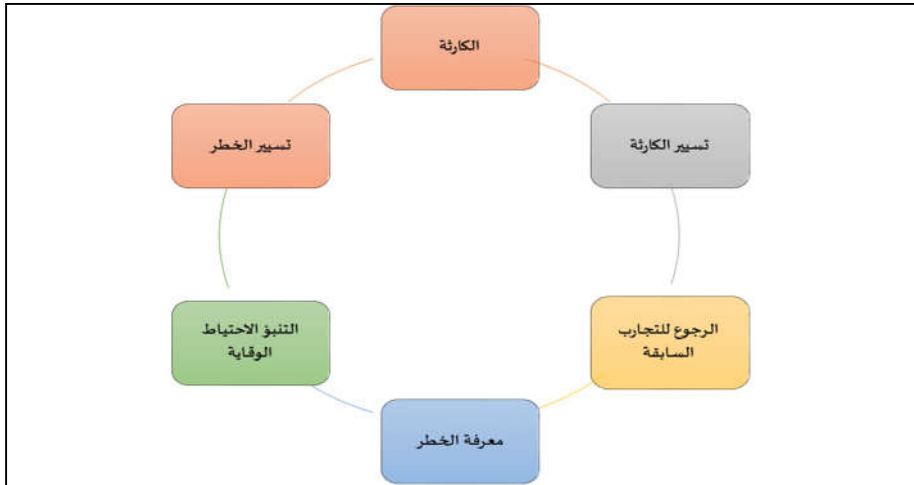 الكارثة
تسيير الكارثة
الرجوع للتجارب
السابقة
معرفة الخطر
التنبؤ الاحتياط
الوقاية
تسيير الخطر